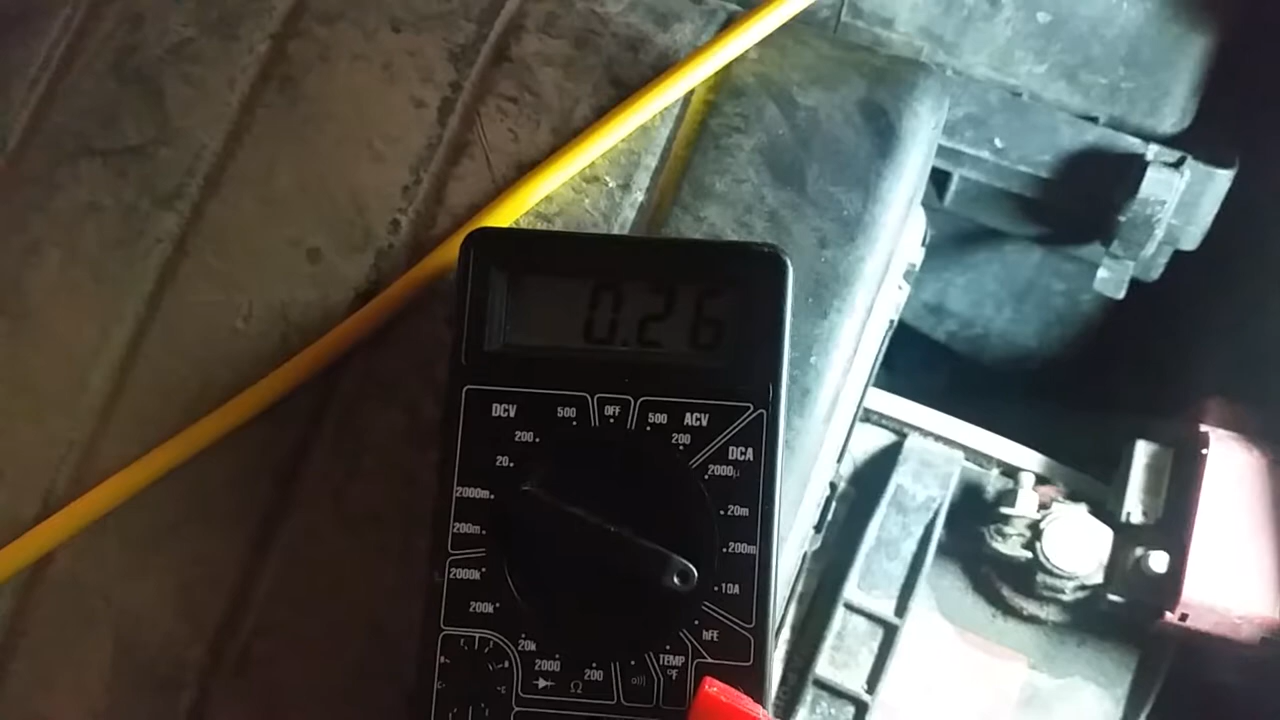 0.26
DCV 500 OFF 500 ACV
200 200
20 DCA
2000m 2000µ
200m 20m
200m
2000k 10A
200k
hFE
20k TEMP
2000 200 °F
Ω